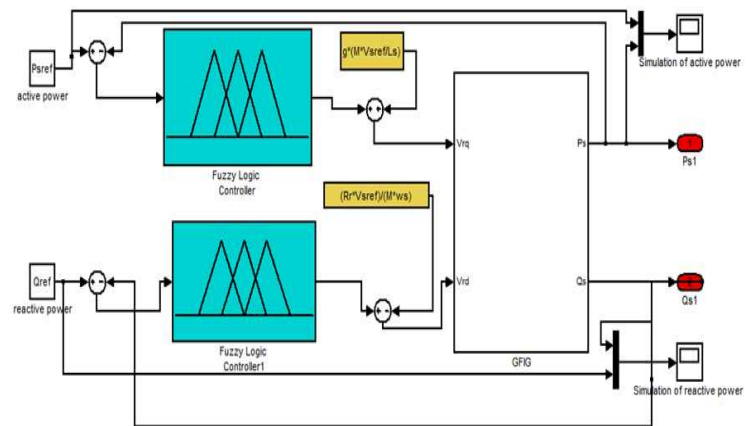 Psref
active power
Fuzzy Logic
Controller
g*(M*Vsref/Ls)
Vrq
Ps
1
Ps1
Simulation of active power
Qref
reactive power
Fuzzy Logic
Controller1
(Rr*Vsref)/(M*ws)
Vrd
Qs
GFIG
Qs1
Simulation of reactive power